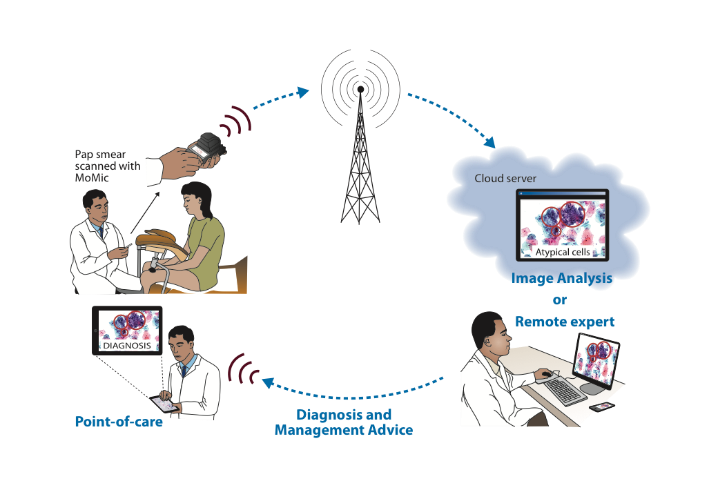 Pap smear
scanned with
MoMic
Cloud server
Atypical cells
Image Analysis
or
Remote expert
DIAGNOSIS
Point-of-care
Diagnosis and
Management Advice